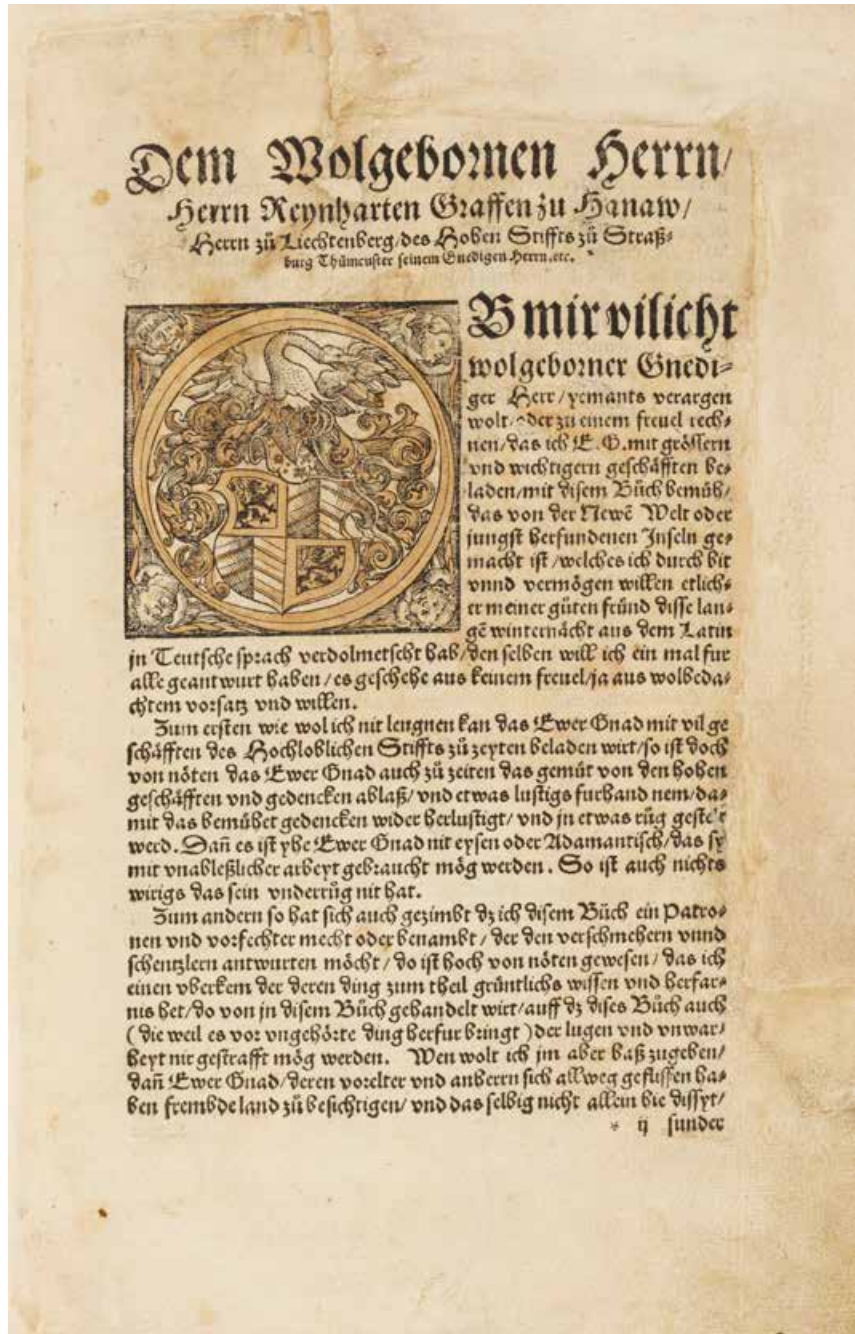 Dem Wolgebornen Herrn/
Herrn Reynharten Graffen zu Hanaw/
Herrn zů Liechtenberg/des Hohen Stiffts zů Straß-
burg Thůmeuster seinem Gnedigen Herrn.etc.
B mir vilicht
wolgeborner Gnedi-
ger Herr/yemants verargen
wolt/oder zu einem freuel rech-
nen/das ich E.G.mit grössern
vnd wichtigern geschäfften be-
laden/mit disem Bůch bemůh/
das von der Newē Welt oder
jungst herfundenen Inseln ge-
macht ist/welches ich durch bit
vnnd vermögen willen etlich-
er meiner gůten fründ disse lan-
gē winternächt aus dem Latin
jn Teutsche sprach verdolmetscht hab/den selben will ich ein mal fur
alle geantwurt haben/es geschehe aus keinem freuel/ja aus wolbeda-
chtem vorsatz vnd willen.
Zum ersten wie wol ich nit lengnen kan das Ewer Gnad mit vil ge
schäfften des Hochloblichen Stiffts zů zeyten beladen wirt/so ist doch
von nöten das Ewer Gnad auch zů zeiten das gemůt von den hohen
geschäfften vnd gedencken ablaß/vnd etwas lustigs furhand nem/da-
mit das bemůhet gedencken wider herlustigt/vnd jn etwas růg gestelt
werd.Dañ es ist yhe Ewer Gnad nit eysen oder Adamantisch/das sy
mit vnableßlicher arbeyt gebraucht mög werden. So ist auch nichts
wirigs das sein vnderrůg nit hat.
Zum andern so hat sich auch gezimbt dz ich disem Bůch ein Patro-
nen vnd vorfechter mecht oder benambt/der den verschmehern vnnd
schentzlern antwurten möcht/do ist hoch von nöten gewesen/das ich
einen vberkem der deren ding zum theil grüntlichs wissen vnd herfar-
nis het/do von jn disem Bůch gehandelt wirt/auff dz dises Bůch auch
(die weil es vor vngehörte ding herfur bringt)der lugen vnd vnwar-
heyt nit gestrafft mög werden. Wen wolt ich jm aber baß zugeben/
dañ Ewer Gnad/deren vorelter vnd anherrn sich allweg geflissen ha-
ben frembde land zů besichtigen/vnd das selbig nicht allein hie dissyt/
* ij sunder